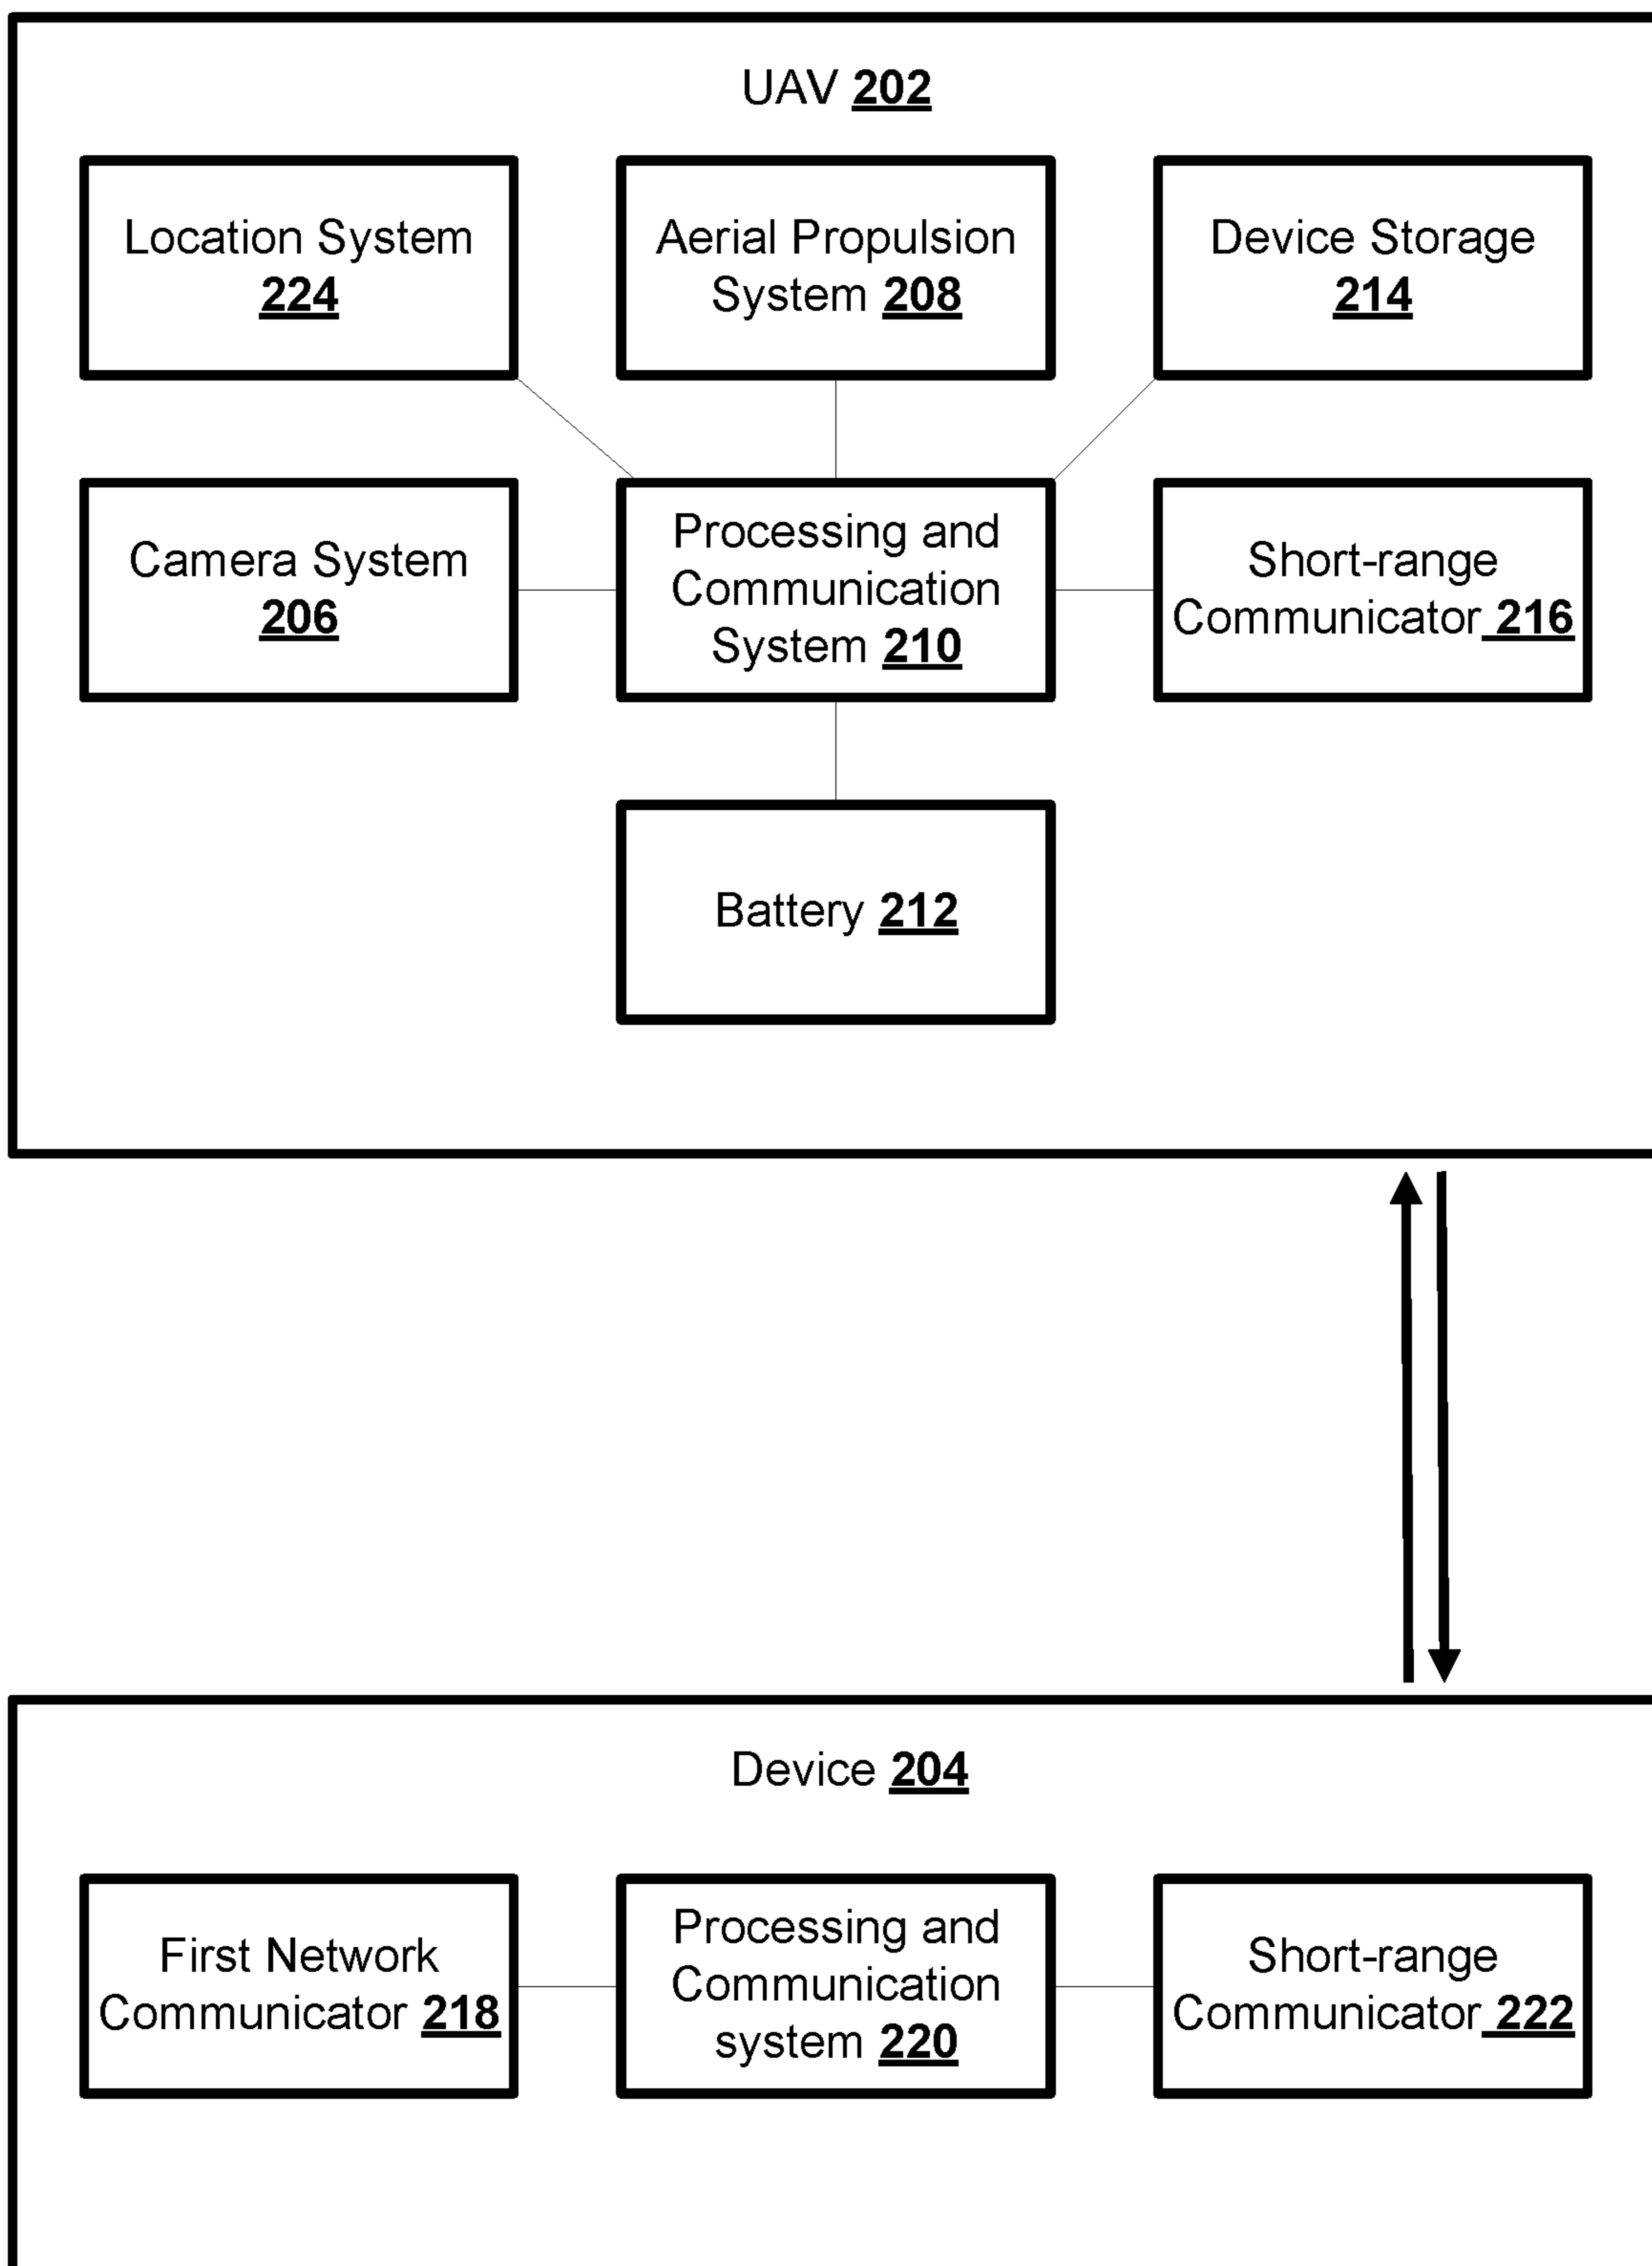 UAV 202
Location System
224
Aerial Propulsion
System 208
Device Storage
214
Camera System
206
Processing and
Communication
System 210
Short-range
Communicator 216
Battery 212
Device 204
First Network
Communicator 218
Processing and
Communication
system 220
Short-range
Communicator 222